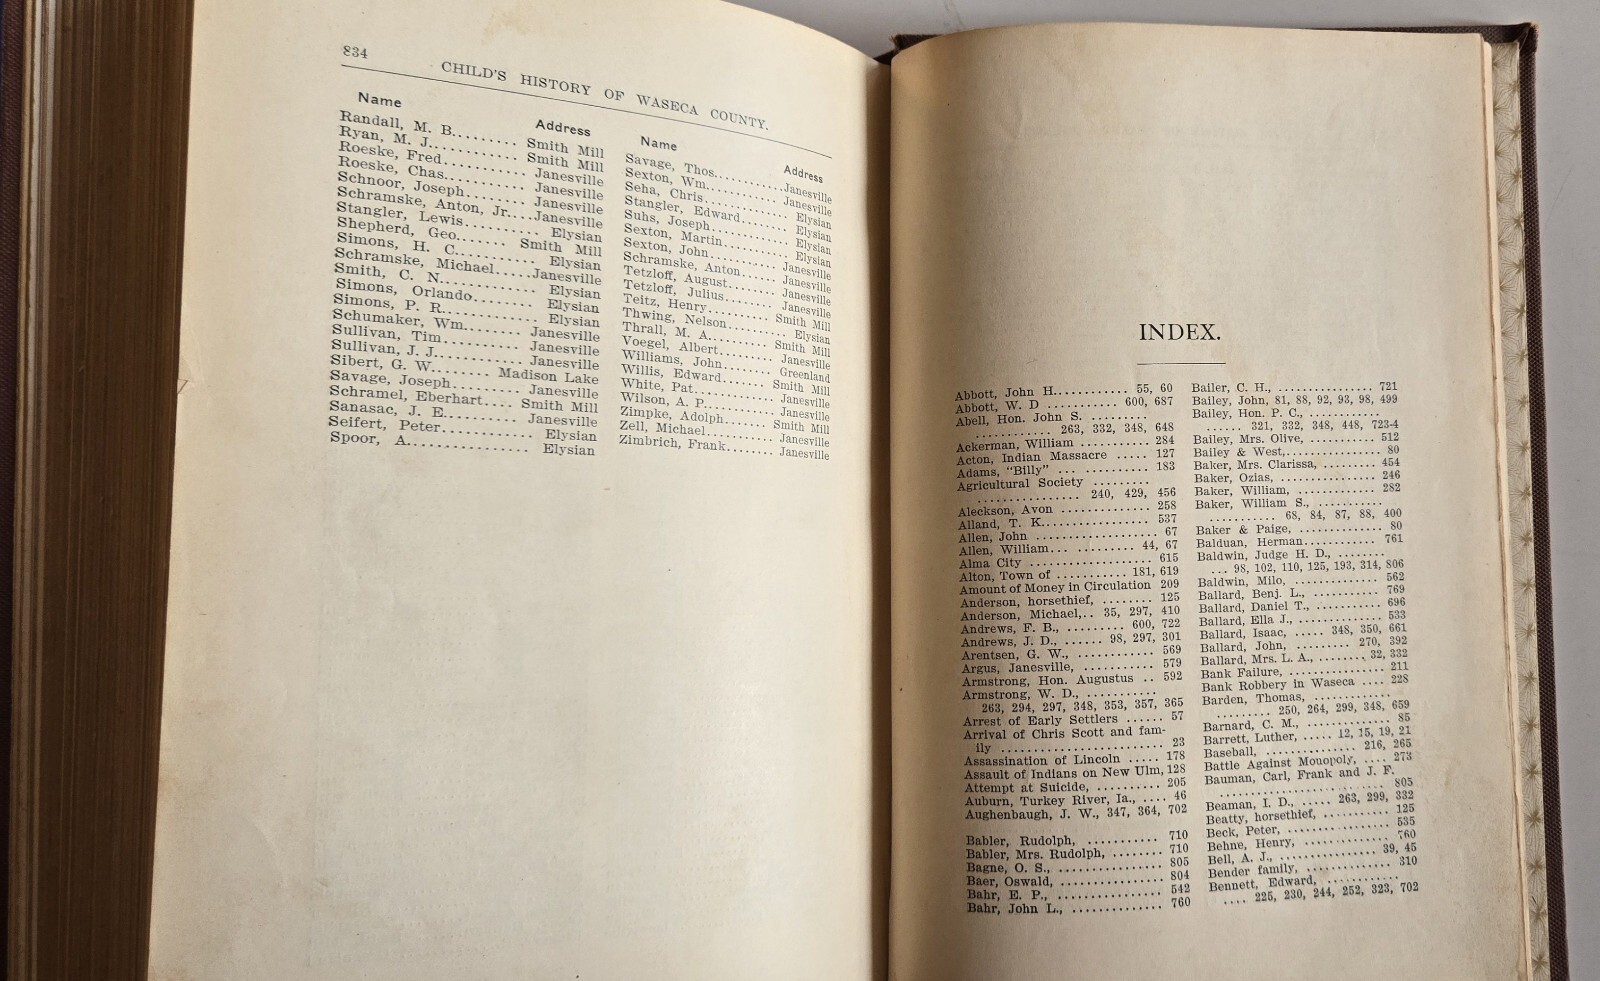 834
CHILD'S HISTORY OF WASECA COUNTY.
Name Address
Randall, M. B......... Smith Mill
Ryan, M. J............ Smith Mill
Roeske, Fred........... Janesville
Roeske, Chas........... Janesville
Schnoor, Joseph........ Janesville
Schramske, Anton, Jr....Janesville
Stangler, Lewis.......... Elysian
Shepherd, Geo....... Smith Mill
Simons, H. C........... Elysian
Schramske, Michael.....Janesville
Smith, C. N............. Elysian
Simons, Orlando........ Elysian
Simons, P. R............ Elysian
Schumaker, Wm........ Janesville
Sullivan, Tim.......... Janesville
Sullivan, J. J........... Janesville
Sibert, G. W........ Madison Lake
Savage, Joseph......... Janesville
Schramel, Eberhart.... Smith Mill
Sanasac, J. E.......... Janesville
Seifert, Peter............ Elysian
Spoor, A............... Elysian
Name Address
Savage, Thos...........Janesville
Sexton, Wm........... Janesville
Seha, Chris............. Elysian
Stangler, Edward........ Elysian
Suhs, Joseph............ Elysian
Sexton, Martin.......... Elysian
Sexton, John.......... Janesville
Schramske, Anton.... Janesville
Tetzloff, August....... Janesville
Tetzloff, Julius........ Janesville
Teitz, Henry.......... Smith Mill
Thwing, Nelson.......... Elysian
Thrall, M. A......... Smith Mill
Voegel, Albert........ Janesville
Williams, John........ Greenland
Willis, Edward....... Smith Mill
White, Pat............ Janesville
Wilson, A. P.......... Janesville
Zimpke, Adolph....... Smith Mill
Zell, Michael.......... Janesville
Zimbrich, Frank........ Janesville
INDEX.
Abbott, John H........... 55, 60
Abbott, W. D .......... 600, 687
Abell, Hon. John S. .........
............ 263, 332, 348, 648
Ackerman, William .......... 284
Acton, Indian Massacre ..... 127
Adams, "Billy" ... .......... 183
Agricultural Society .........
............... 240, 429, 456
Aleckson, Avon ............. 258
Alland, T. K................ 537
Allen, John .................. 67
Allen, William... ......... 44, 67
Alma City ................... 615
Alton, Town of ........... 181, 619
Amount of Money in Circulation 209
Anderson, horsethief, ........ 125
Anderson, Michael,.. 35, 297, 410
Andrews, F. B., ......... 600, 722
Andrews, J. D., ...... 98, 297, 301
Arentsen, G. W., ............ 569
Argus, Janesville, ........... 579
Armstrong, Hon. Augustus .. 592
Armstrong, W. D., ...........
263, 294, 297, 348, 353, 357, 365
Arrest of Early Settlers ...... 57
Arrival of Chris Scott and fam-
ily ........................ 23
Assassination of Lincoln ..... 178
Assault of Indians on New Ulm, 128
Attempt at Suicide, .......... 205
Auburn, Turkey River, Ia., .... 46
Aughenbaugh, J. W., 347, 364, 702
Babler, Rudolph, ........... 710
Babler, Mrs. Rudolph, ........ 710
Bagne, O. S., ................ 805
Baer, Oswald, ................ 804
Bahr, E. P., ................. 542
Bahr, John L., .............. 760
Bailer, C. H., ................ 721
Bailey, John, 81, 88, 92, 93, 98, 499
Bailey, Hon. P. C., ............
...... 321, 332, 348, 448, 723-4
Bailey, Mrs. Olive, ........... 512
Bailey & West,................ 80
Baker, Mrs. Clarissa, ......... 454
Baker, Ozias, ................ 246
Baker, William, ............. 282
Baker, William S., ...........
........... 68, 84, 87, 88, 400
Baker & Paige, .............. 80
Balduan, Herman............ 761
Baldwin, Judge H. D., ........
... 98, 102, 110, 125, 193, 314, 806
Baldwin, Milo, .............. 562
Ballard, Benj. L., ........... 769
Ballard, Daniel T., ........... 696
Ballard, Ella J., .............. 533
Ballard, Isaac, ..... 348, 350, 661
Ballard, John, ........... 270, 392
Ballard, Mrs. L. A., ........ 32, 332
Bank Failure, ................ 211
Bank Robbery in Waseca .... 228
Barden, Thomas, .............
......... 250, 264, 299, 348, 659
Barnard, C. M., .............. 85
Barrett, Luther, ..... 12, 15, 19, 21
Baseball, ............... 216, 265
Battle Against Monopoly, .... 273
Bauman, Carl, Frank and J. F.
............................ 805
Beaman, I. D., ..... 263, 299, 332
Beatty, horsethief, ........... 125
Beck, Peter, ................. 535
Behne, Henry, ............... 760
Bell, A. J., ................ 39, 45
Bender family, .............. 310
Bennett, Edward, ...........
.... 225, 230, 244, 252, 323, 702